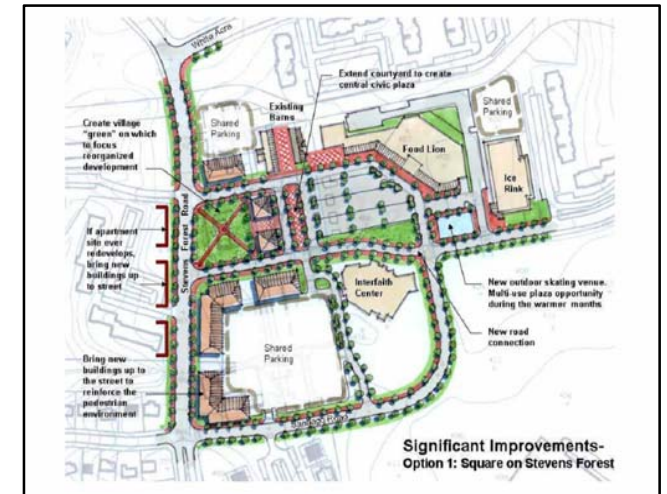 White Acre
Extend courtyard to create
central civic plaza
Existing
Barns
Shared
Parking
Shared
Parking
Create village
"green" on which
to focus
reorganized
development
Food Lion
Ice
Rink
Stevens Forest Road
If apartment
site ever
redevelops,
bring new
buildings up
to street
Interfaith
Center
New outdoor skating venue.
Multi-use plaza opportunity
during the warmer months
New road
connection
Shared
Parking
Bring new
buildings up to
the street to
reinforce the
pedestrian
environment
Significant Improvements-
Option 1: Square on Stevens Forest